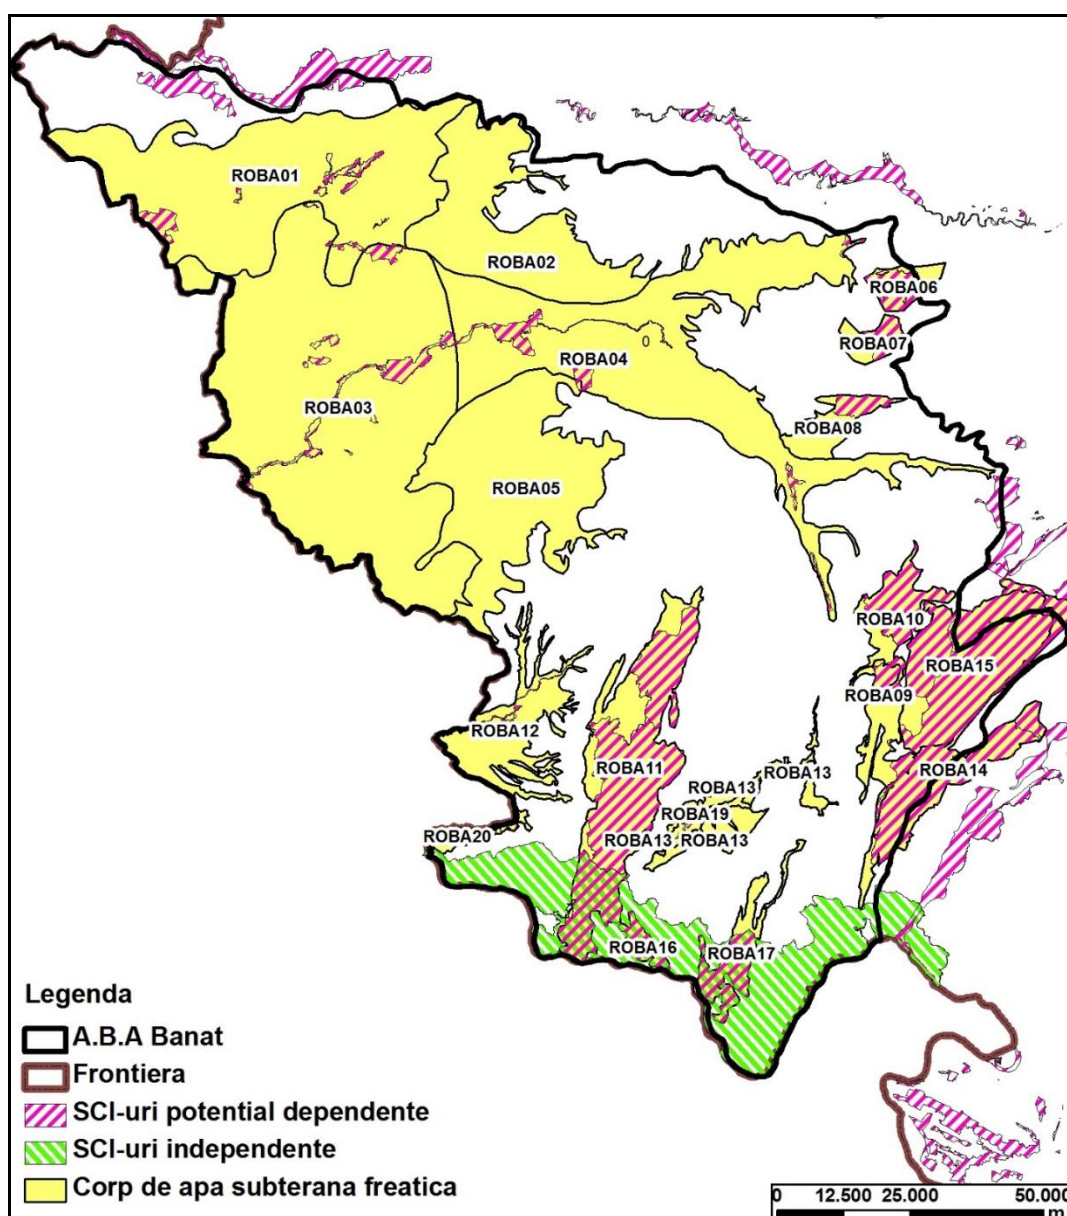 ROBA01
ROBA02
ROBA06
ROBA07
0
ROBA04
ROBA03
ROBA08
ROBA05
ROBA10
ROBA15
ROBA09
ROBA12
ROBA11
ROBA13
ROBA14
ROBA13
ROBA19
ROBA20
ROBA13
ROBA13
ROBA16
ROBA17
Legenda
A.B.A Banat
Frontiera
SCI-uri potential dependente
SCI-uri independente
Corp de apa subterana freatica
0 12.500 25.000 50.000
m